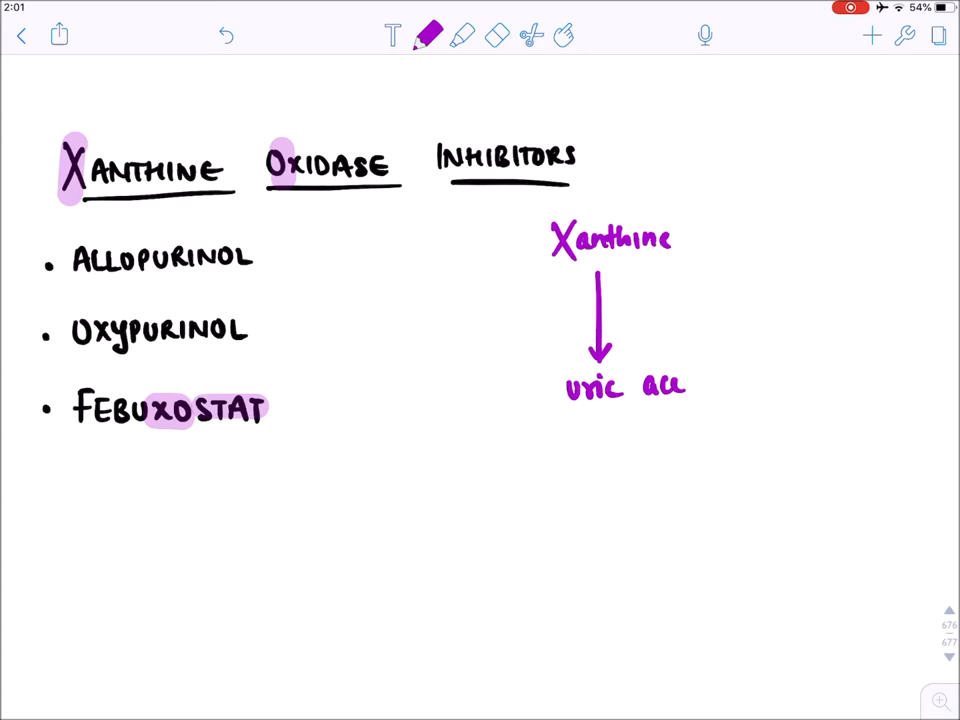 2:01
54%
T
XANTHINE OXIDASE INHIBITORS
Xanthine
• ALLOPURINOL
• OXYPURINOL
uric acc
• FEBUXOSTAT
676
677